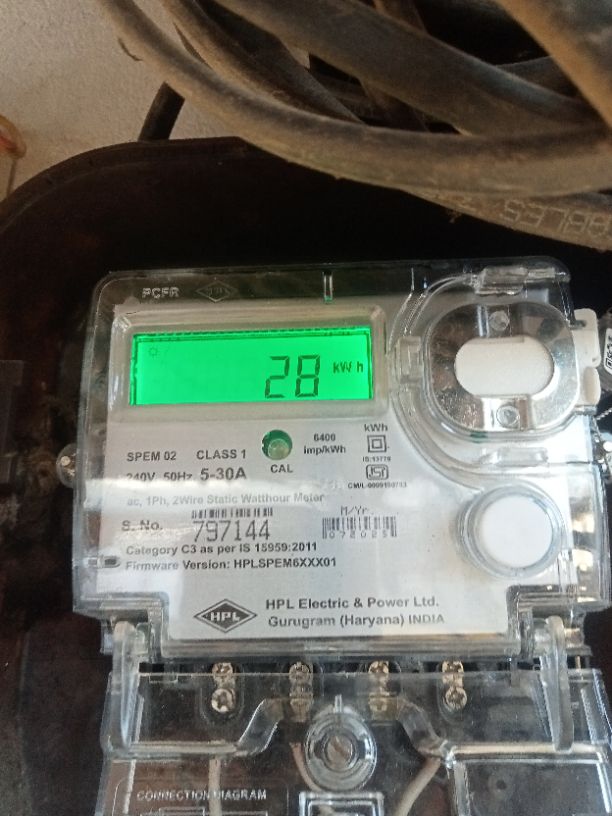 PCFR
28 kWh
SPEM 02 CLASS 1
240V, 50Hz, 5-30A
CAL
6400
imp/kWh
kWh
IS:13779
ac, 1Ph, 2Wire Static Watthour Meter
S. No. 797144
M/Yr.
072025
Category C3 as per IS 15959:2011
Firmware Version: HPLSPEM6XXX01
HPL
HPL Electric & Power Ltd.
Gurugram (Haryana) INDIA
CONNECTION DIAGRAM